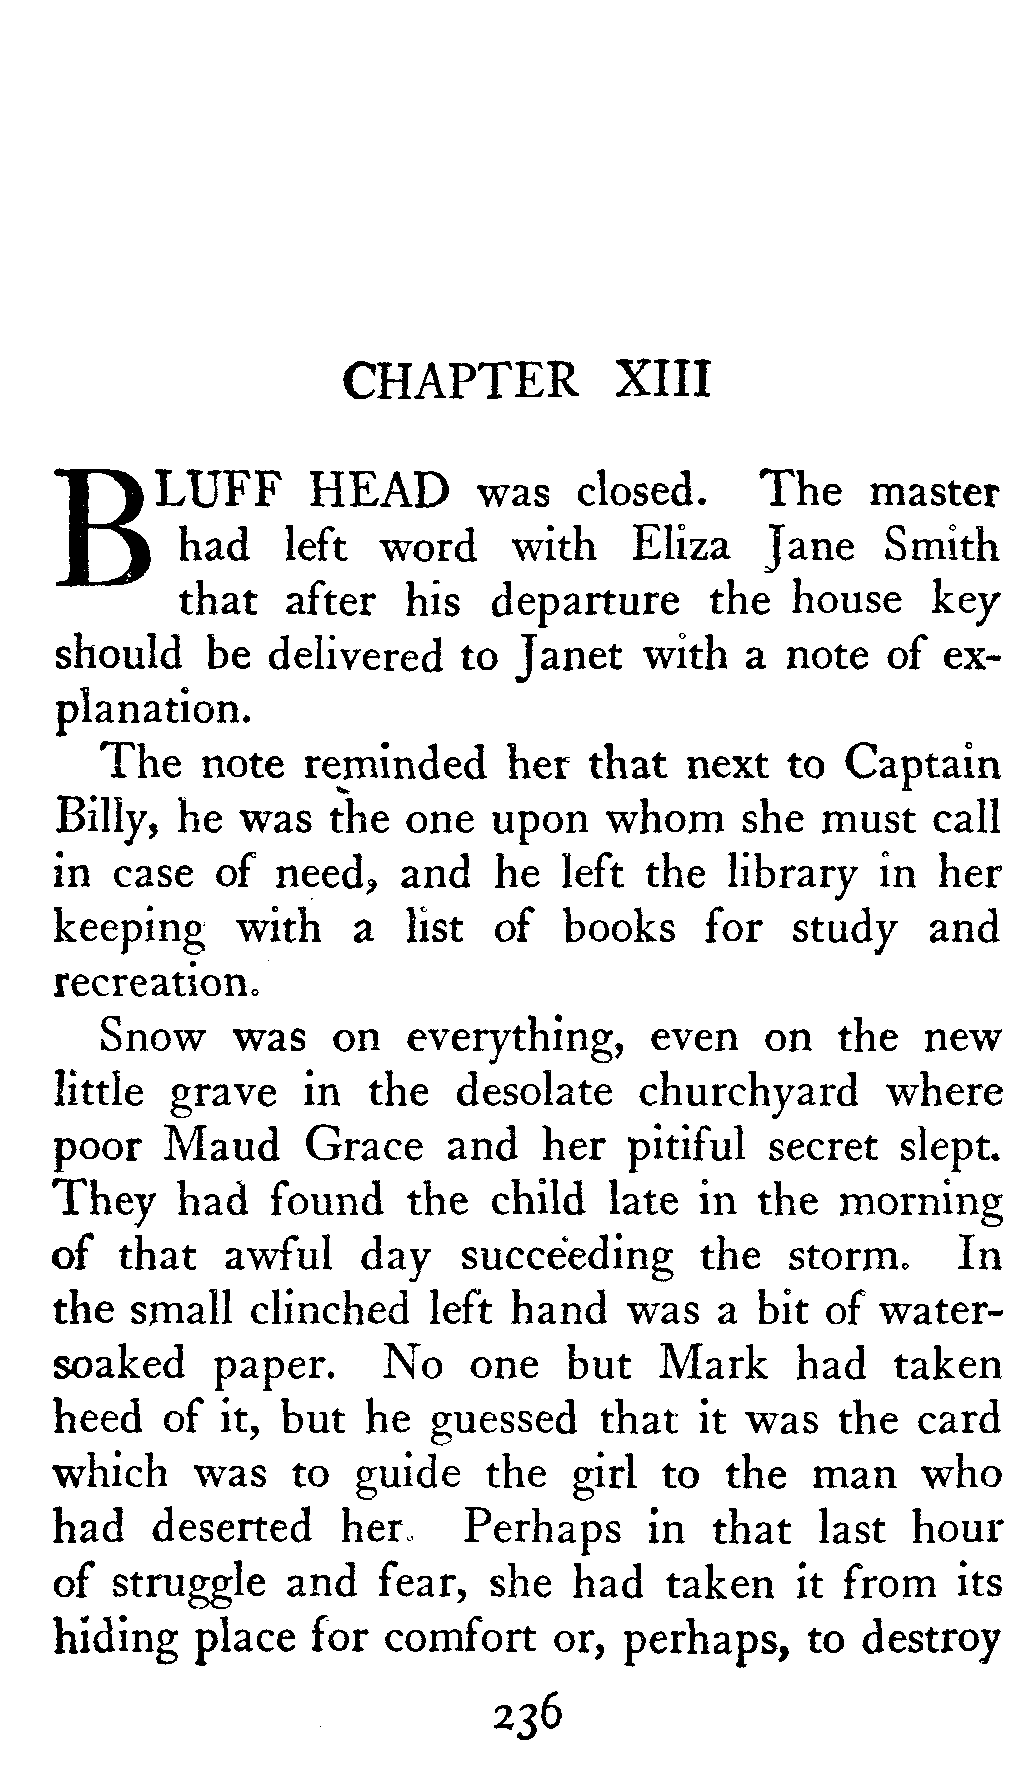 CHAPTER XIII
BLUFF HEAD was closed. The master
had left word with Eliza Jane Smith
that after his departure the house key
should be delivered to Janet with a note of ex-
planation.
The note reminded her that next to Captain
Billy, he was the one upon whom she must call
in case of need, and he left the library in her
keeping with a list of books for study and
recreation.
Snow was on everything, even on the new
little grave in the desolate churchyard where
poor Maud Grace and her pitiful secret slept.
They had found the child late in the morning
of that awful day succeeding the storm. In
the small clinched left hand was a bit of water-
soaked paper. No one but Mark had taken
heed of it, but he guessed that it was the card
which was to guide the girl to the man who
had deserted her. Perhaps in that last hour
of struggle and fear, she had taken it from its
hiding place for comfort or, perhaps, to destroy
236